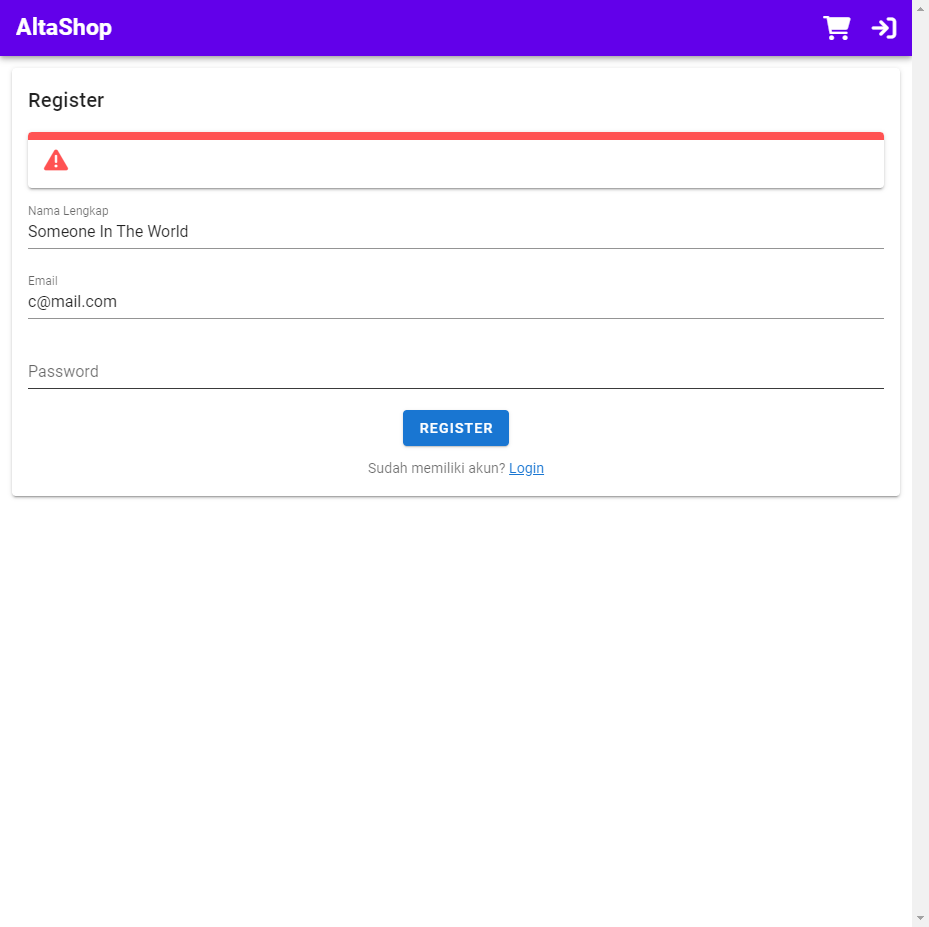 AltaShop
Register
Nama Lengkap
Someone In The World
Email
c@mail.com
Password
REGISTER
Sudah memiliki akun? Login